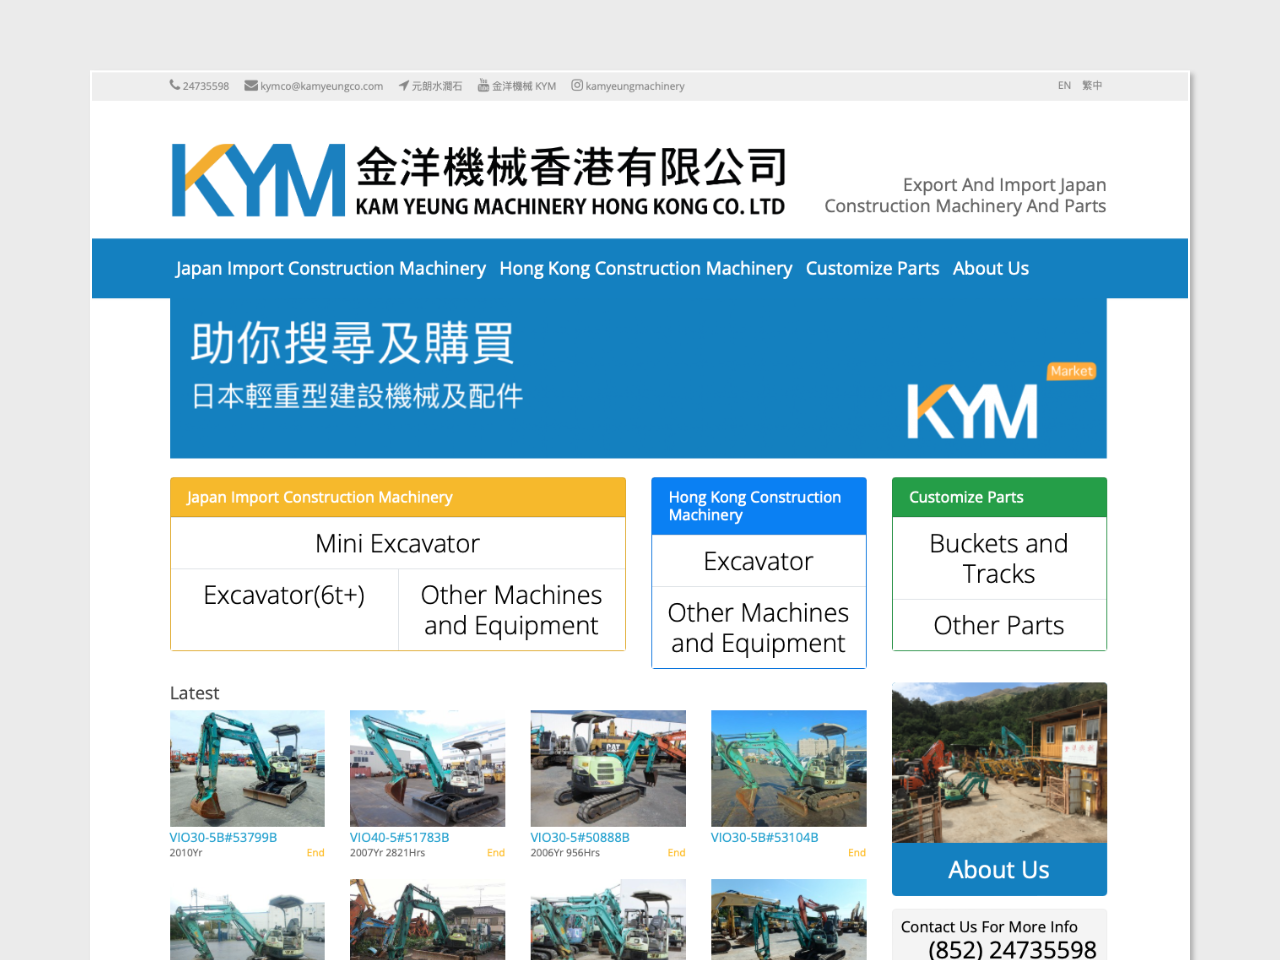 24735598 kymco@kamyeungco.com 元朗水潤石 金洋機械 KYM kamyeungmachinery EN 繁中
KYM 金洋機械香港有限公司
KAM YEUNG MACHINERY HONG KONG CO. LTD
Export And Import Japan
Construction Machinery And Parts
Japan Import Construction Machinery Hong Kong Construction Machinery Customize Parts About Us
助你搜尋及購買
日本輕重型建設機械及配件
Market
KYM
Japan Import Construction Machinery
Mini Excavator
Excavator(6t+)
Other Machines
and Equipment
Hong Kong Construction
Machinery
Excavator
Other Machines
and Equipment
Customize Parts
Buckets and
Tracks
Other Parts
Latest
VIO30-5B#53799B
2010Yr End
VIO40-5#51783B
2007Yr 2821Hrs End
CAT
VIO30-5#50888B
2006Yr 956Hrs End
VIO30-5B#53104B
End
About Us
Contact Us For More Info
(852) 24735598